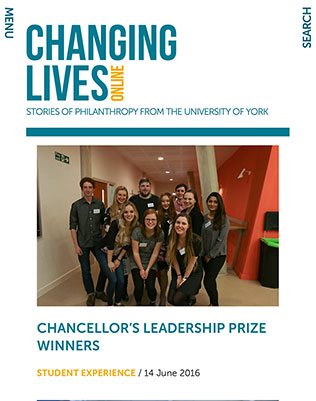 MENU
SEARCH
CHANGING
LIVES ONLINE
STORIES OF PHILANTHROPY FROM THE UNIVERSITY OF YORK
CHANCELLOR'S LEADERSHIP PRIZE
WINNERS
STUDENT EXPERIENCE / 14 June 2016